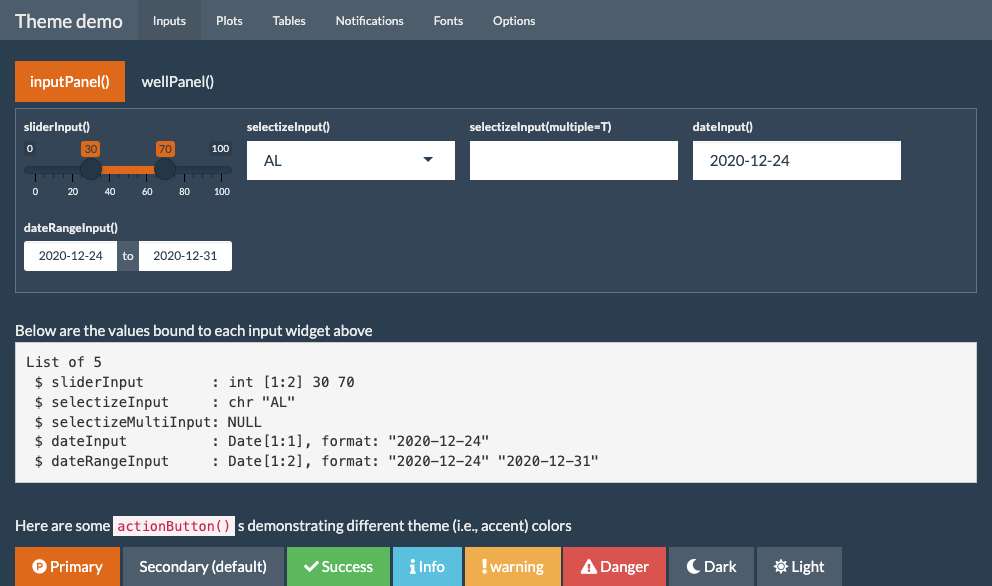 Theme demo Inputs Plots Tables Notifications Fonts Options
inputPanel() wellPanel()
sliderInput() selectizeInput() selectizeInput(multiple=T) dateInput()
0 30 70 100
AL 2020-12-24
0 20 40 60 80 100
dateRangeInput()
2020-12-24 to 2020-12-31
Below are the values bound to each input widget above
List of 5
$ sliderInput : int [1:2] 30 70
$ selectizeInput : chr "AL"
$ selectizeMultiInput: NULL
$ dateInput : Date[1:1], format: "2020-12-24"
$ dateRangeInput : Date[1:2], format: "2020-12-24" "2020-12-31"
Here are some actionButton() s demonstrating different theme (i.e., accent) colors
Primary Secondary (default) Success Info warning Danger Dark Light